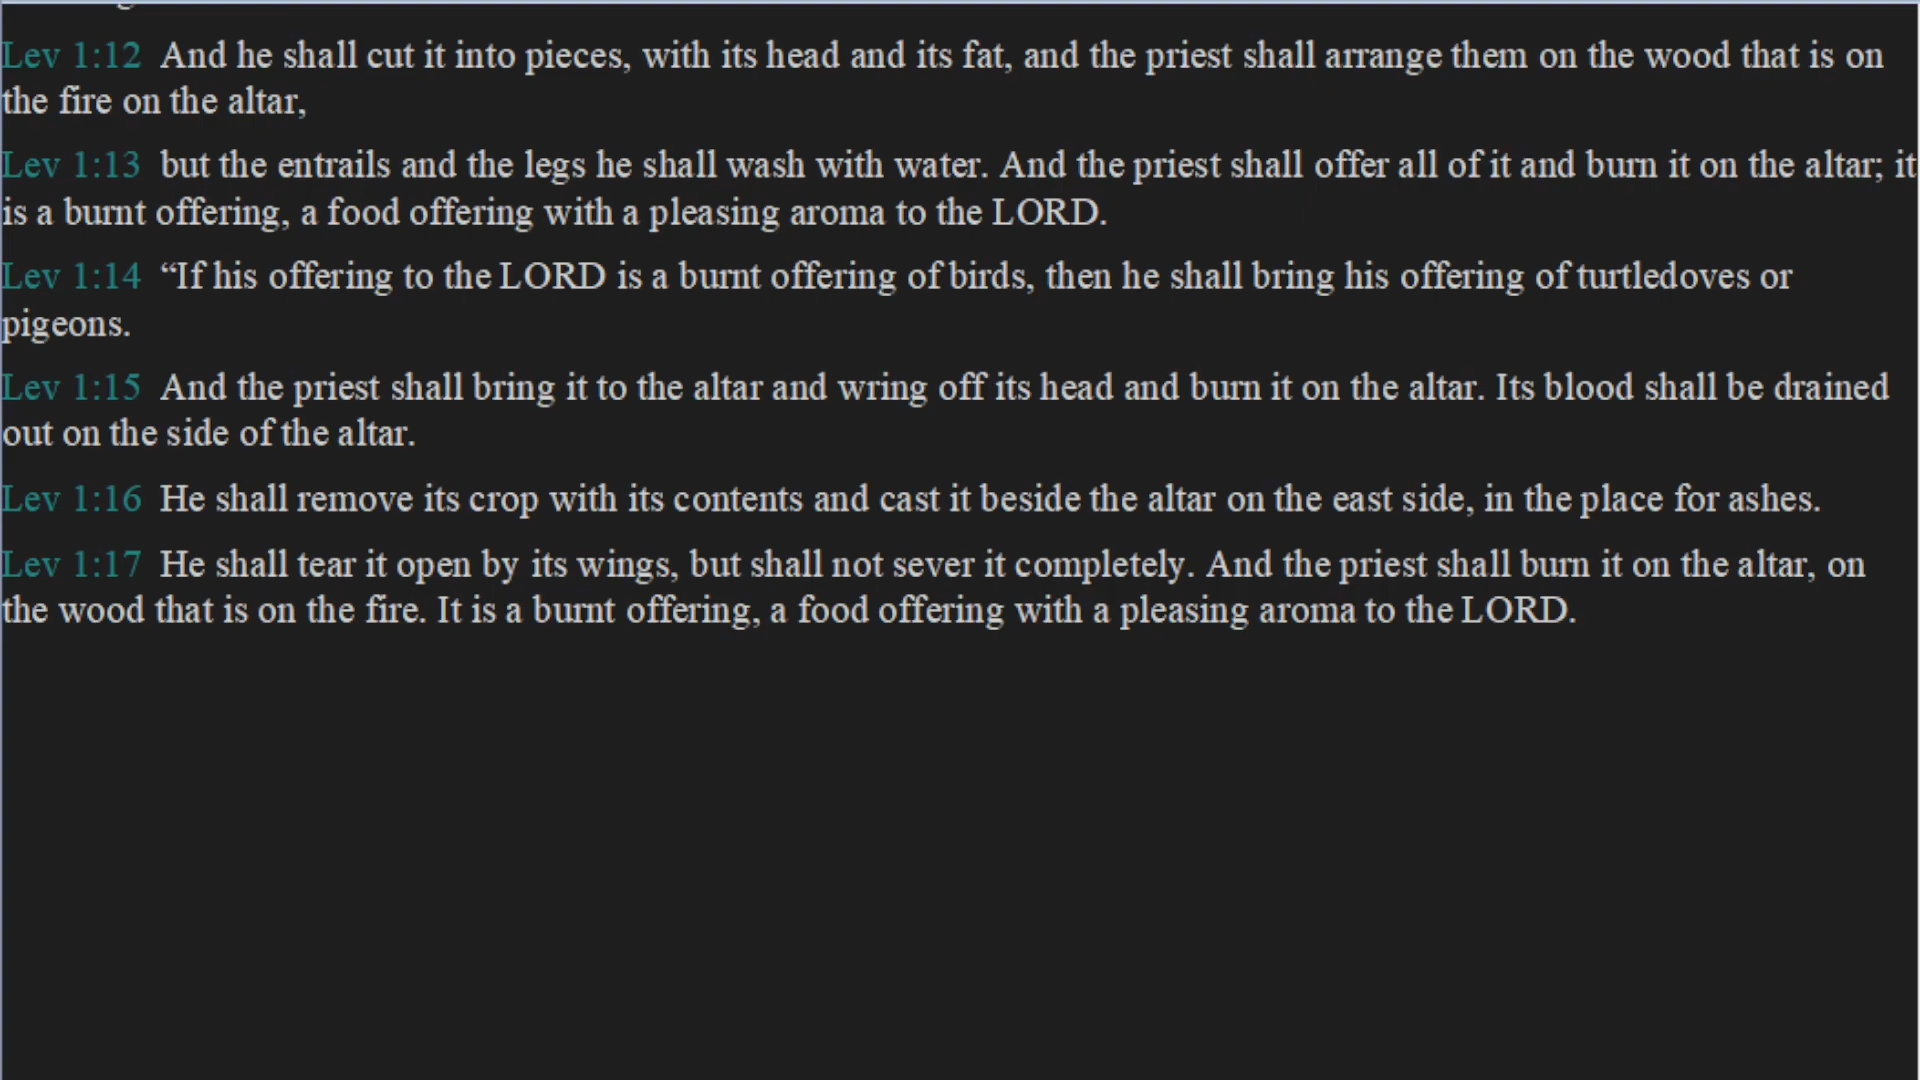 Lev 1:12 And he shall cut it into pieces, with its head and its fat, and the priest shall arrange them on the wood that is on
the fire on the altar,
Lev 1:13 but the entrails and the legs he shall wash with water. And the priest shall offer all of it and burn it on the altar; it
is a burnt offering, a food offering with a pleasing aroma to the LORD.
Lev 1:14 “If his offering to the LORD is a burnt offering of birds, then he shall bring his offering of turtledoves or
pigeons.
Lev 1:15 And the priest shall bring it to the altar and wring off its head and burn it on the altar. Its blood shall be drained
out on the side of the altar.
Lev 1:16 He shall remove its crop with its contents and cast it beside the altar on the east side, in the place for ashes.
Lev 1:17 He shall tear it open by its wings, but shall not sever it completely. And the priest shall burn it on the altar, on
the wood that is on the fire. It is a burnt offering, a food offering with a pleasing aroma to the LORD.